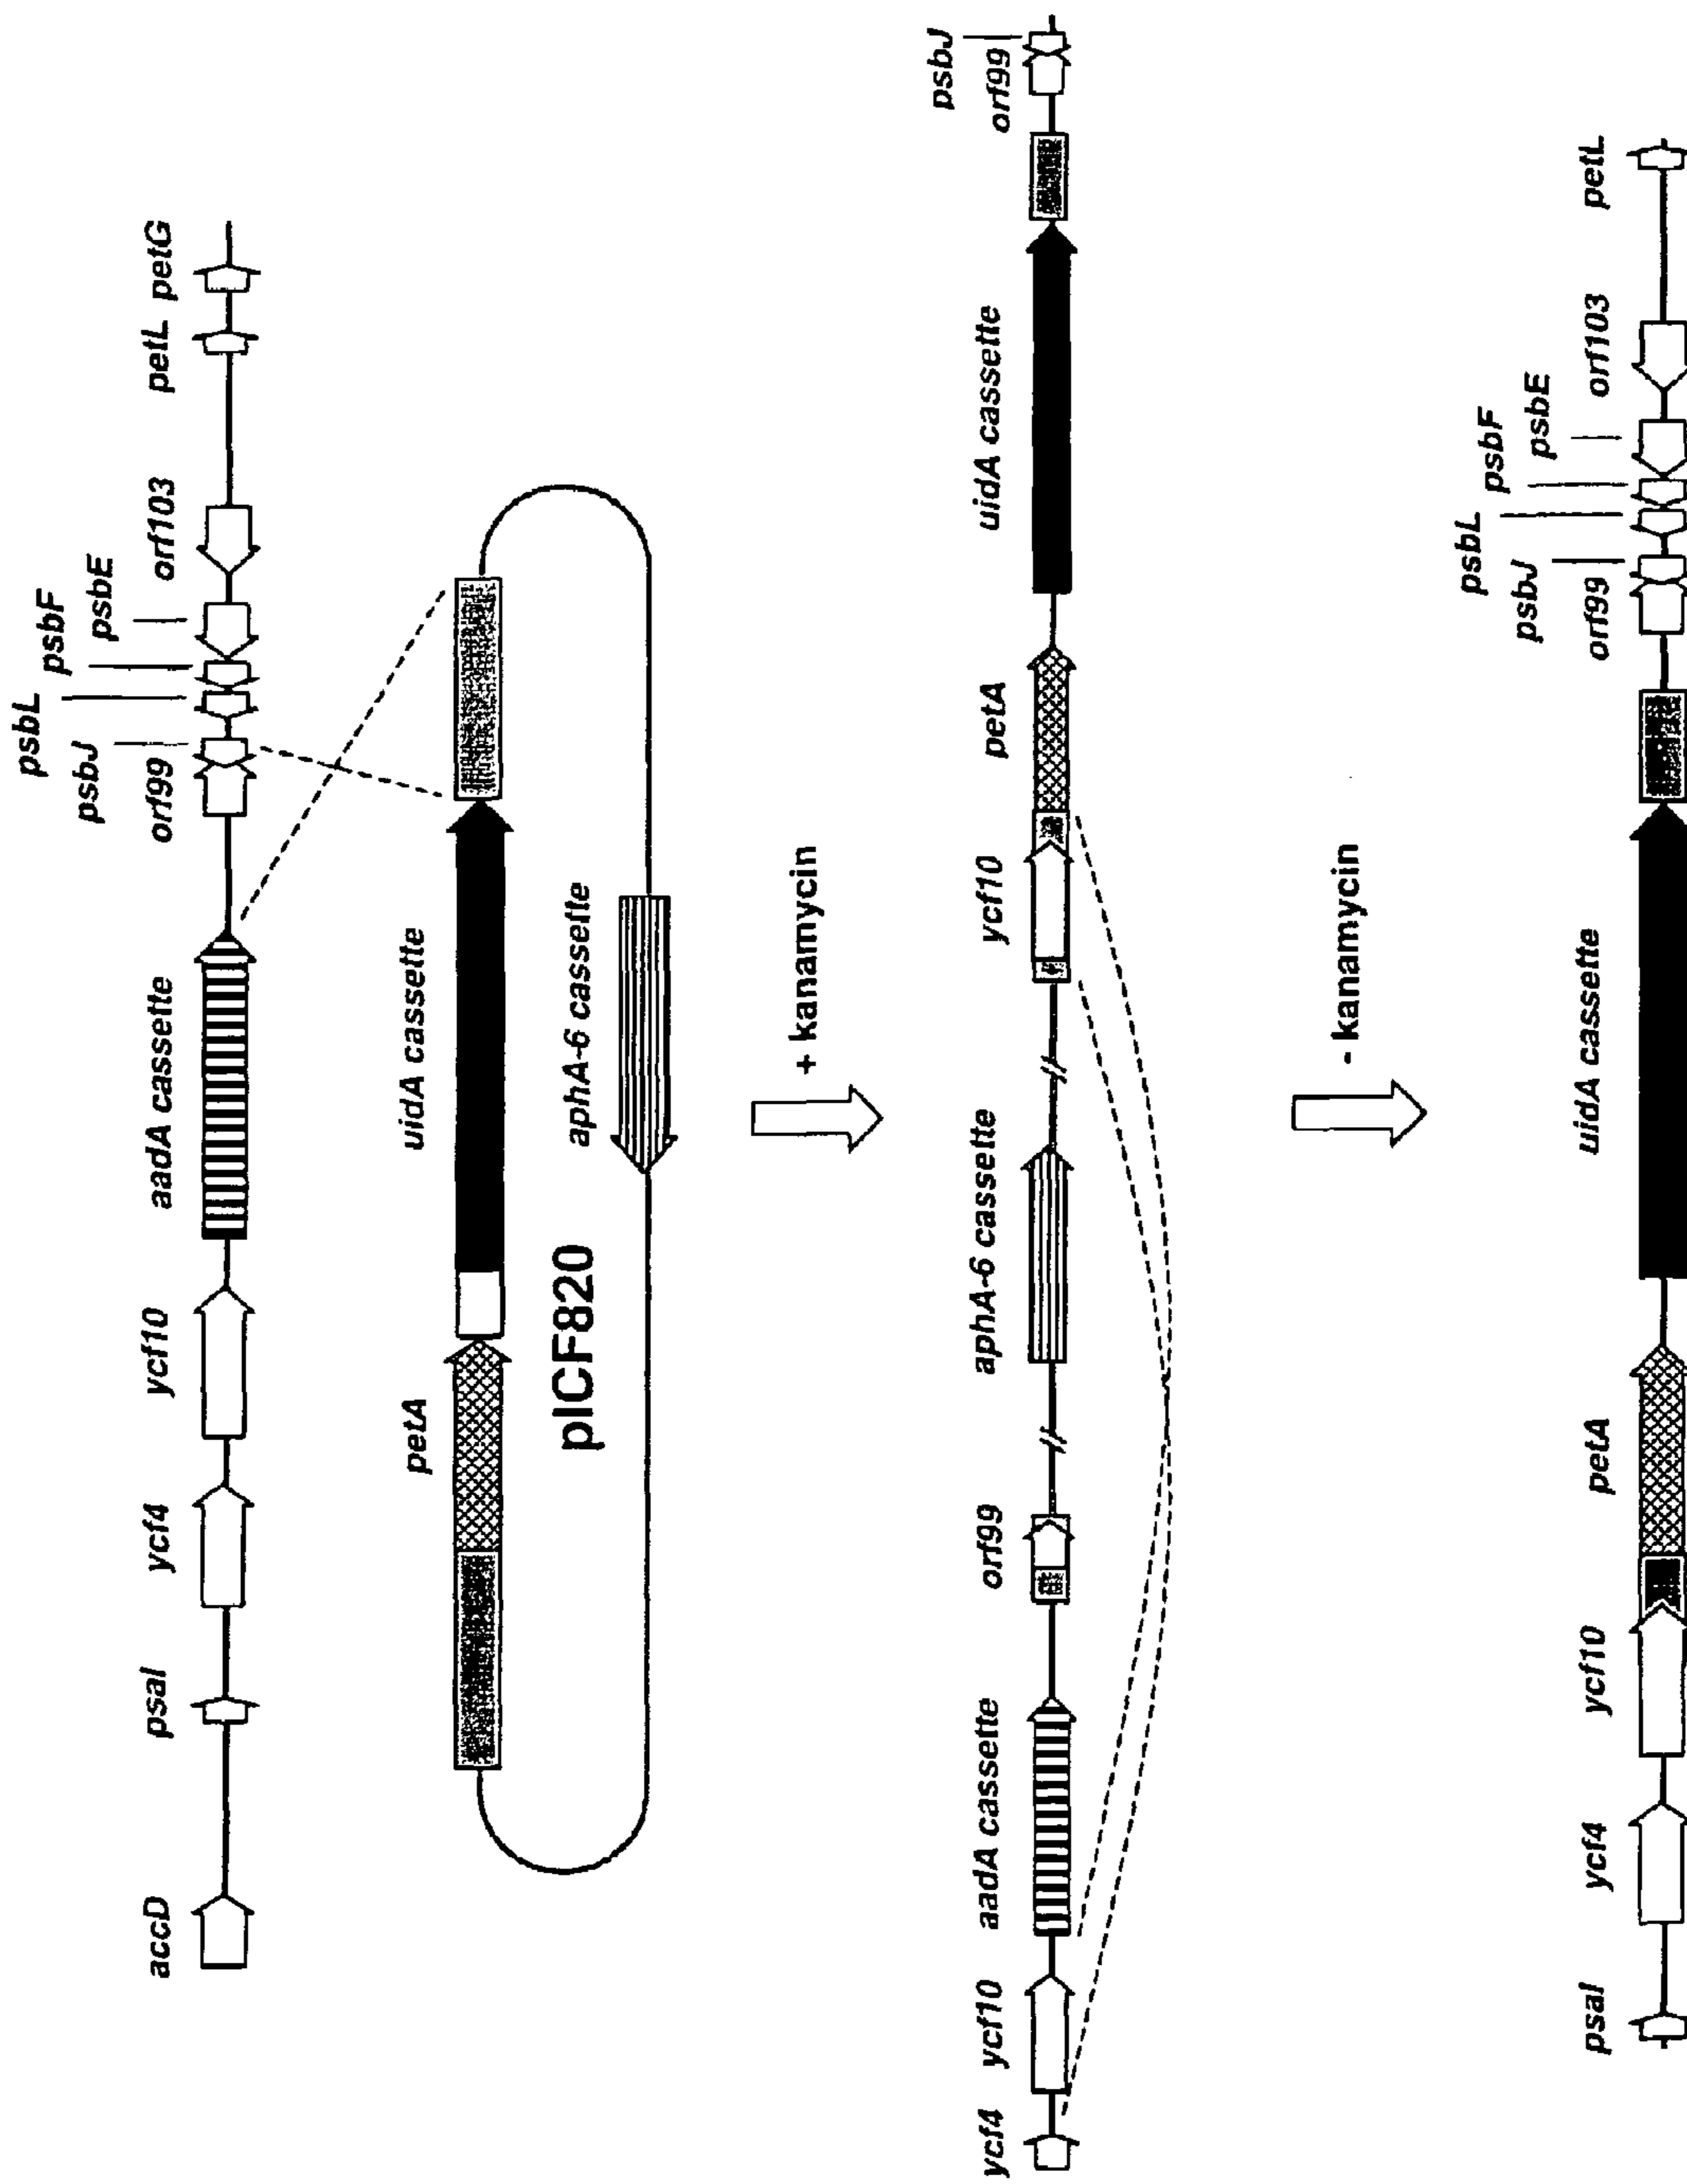 psbL
psbF
psbJ
psbE
accD psaI ycf4 ycf10 aadA cassette orf99 orf103 petL petG
petA uidA cassette
pICF820
aphA-6 cassette
+ kanamycin
psbJ
ycf4 ycf10 aadA cassette orf99 aphA-6 cassette ycf10 petA uidA cassette orf99
- kanamycin
psbL
psbF
psbJ
psbE
psaI ycf4 ycf10 petA uidA cassette orf99 orf103 petL